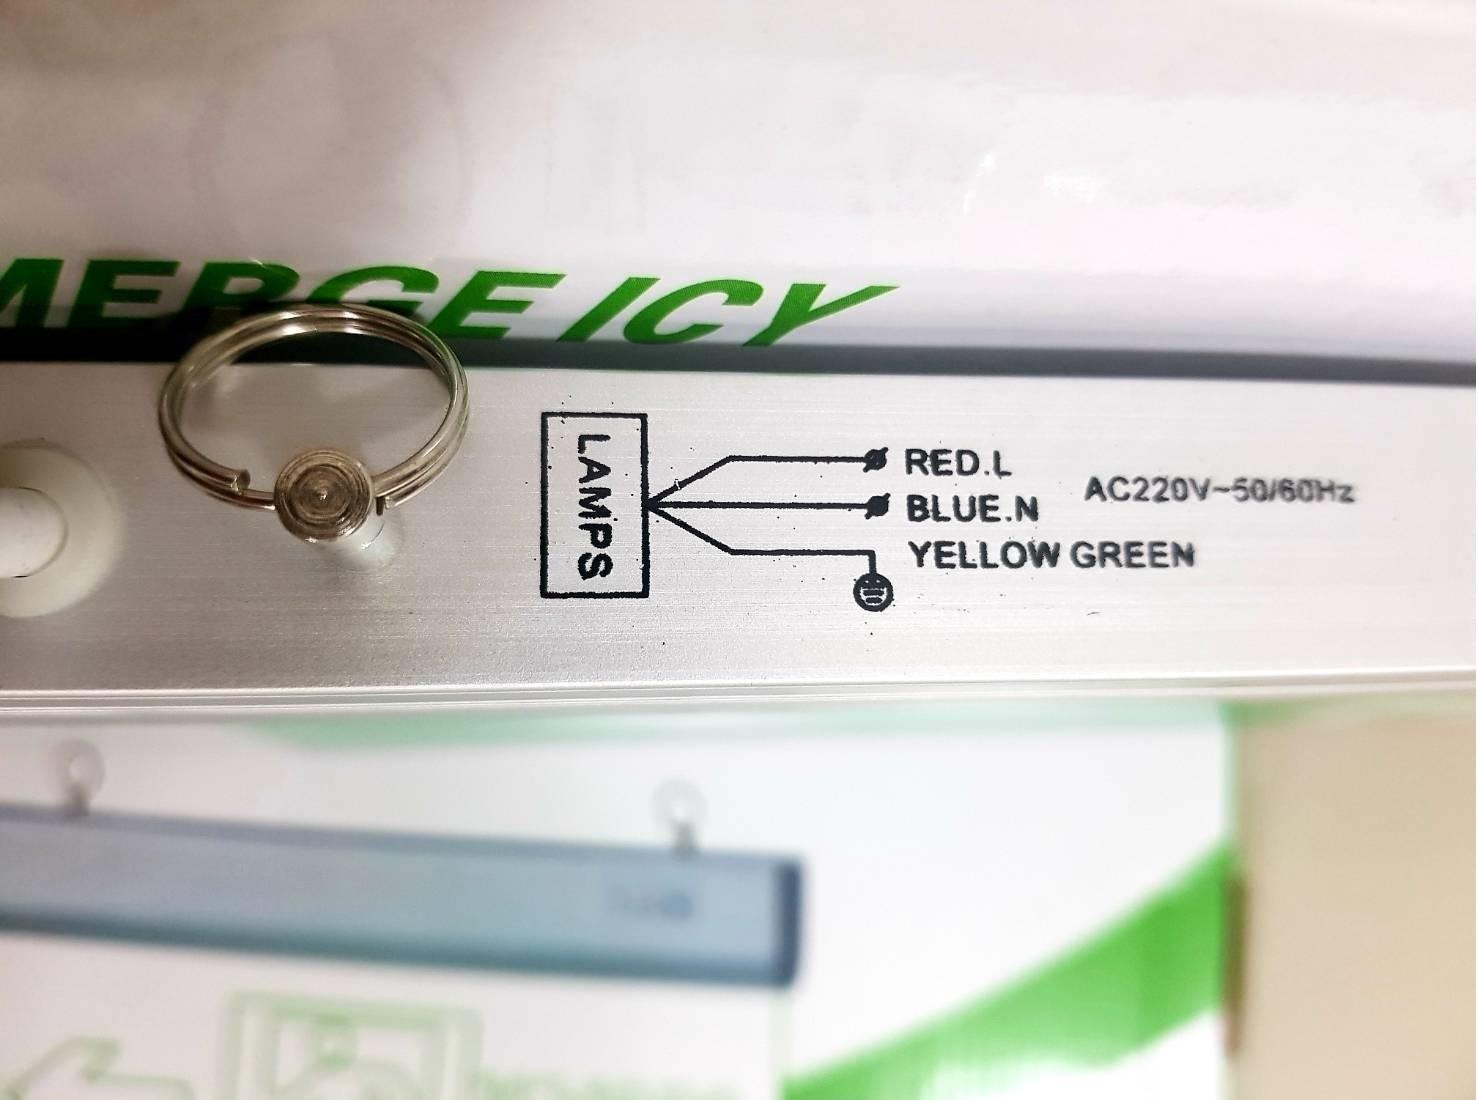 MERGE ICY
LAMPS
RED.L
BLUE.N
AC220V~50/60Hz
YELLOW GREEN